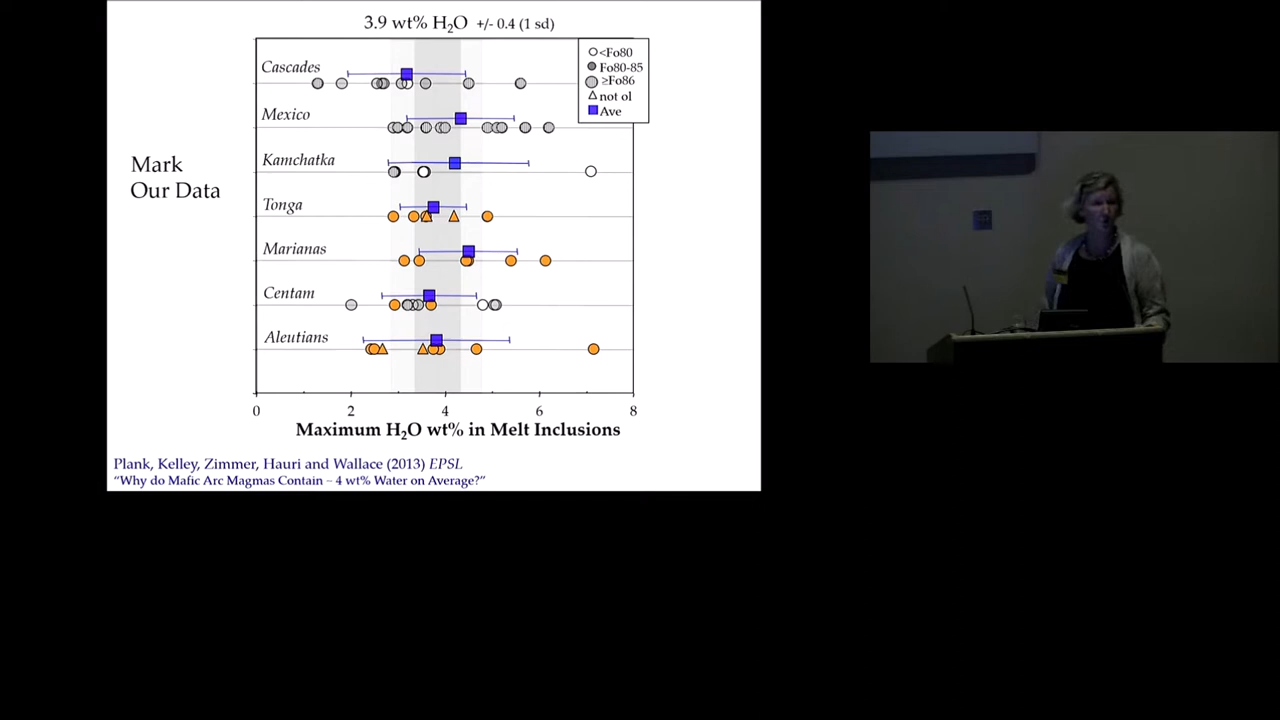 3.9 wt% H₂O +/- 0.4 (1 sd)
<Fo80
Fo80-85
≥Fo86
not ol
Ave
Cascades
Mexico
Kamchatka
Tonga
Marianas
Centam
Aleutians
Mark
Our Data
0 2 4 6 8
Maximum H₂O wt% in Melt Inclusions
Plank, Kelley, Zimmer, Hauri and Wallace (2013) EPSL
"Why do Mafic Arc Magmas Contain ~ 4 wt% Water on Average?"